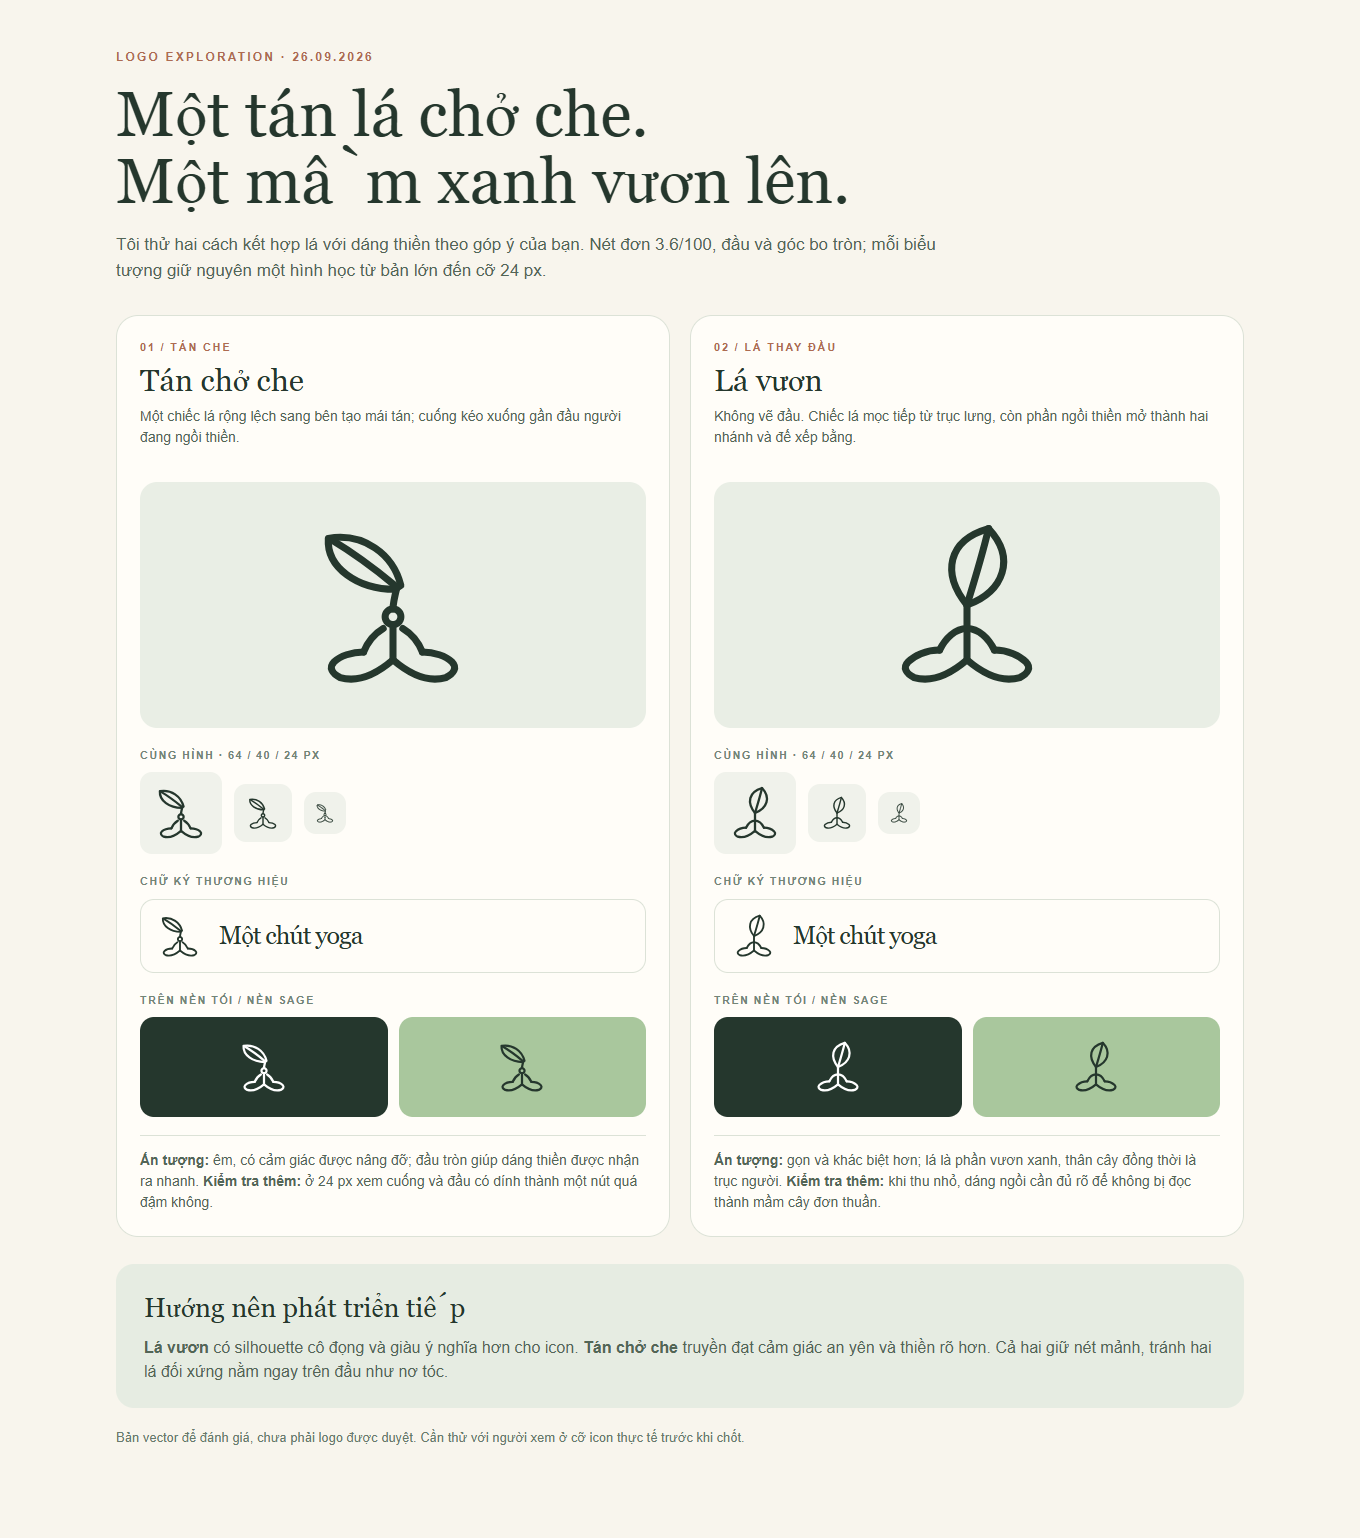 LOGO EXPLORATION · 26.09.2026
Một tán lá chở che.
Một mầm xanh vươn lên.
Tôi thử hai cách kết hợp lá với dáng thiền theo góp ý của bạn. Nét đơn 3.6/100, đầu và góc bo tròn; mỗi biểu
tượng giữ nguyên một hình học từ bản lớn đến cỡ 24 px.
01 / TÁN CHE
Tán chở che
Một chiếc lá rộng lệch sang bên tạo mái tán; cuống kéo xuống gần đầu người
đang ngồi thiền.
CÙNG HÌNH · 64 / 40 / 24 PX
CHỮ KÝ THƯƠNG HIỆU
Một chút yoga
TRÊN NỀN TỐI / NỀN SAGE
Ấn tượng: êm, có cảm giác được nâng đỡ; đầu tròn giúp dáng thiền được nhận
ra nhanh. Kiểm tra thêm: ở 24 px xem cuống và đầu có dính thành một nút quá
đậm không.
02 / LÁ THAY ĐẦU
Lá vươn
Không vẽ đầu. Chiếc lá mọc tiếp từ trục lưng, còn phần ngồi thiền mở thành hai
nhánh và đế xếp bằng.
CÙNG HÌNH · 64 / 40 / 24 PX
CHỮ KÝ THƯƠNG HIỆU
Một chút yoga
TRÊN NỀN TỐI / NỀN SAGE
Ấn tượng: gọn và khác biệt hơn; lá là phần vươn xanh, thân cây đồng thời là
trục người. Kiểm tra thêm: khi thu nhỏ, dáng ngồi cần đủ rõ để không bị đọc
thành mầm cây đơn thuần.
Hướng nên phát triển tiếp
Lá vươn có silhouette cô đọng và giàu ý nghĩa hơn cho icon. Tán chở che truyền đạt cảm giác an yên và thiền rõ hơn. Cả hai giữ nét mảnh, tránh hai
lá đối xứng nằm ngay trên đầu như nơ tóc.
Bản vector để đánh giá, chưa phải logo được duyệt. Cần thử với người xem ở cỡ icon thực tế trước khi chốt.